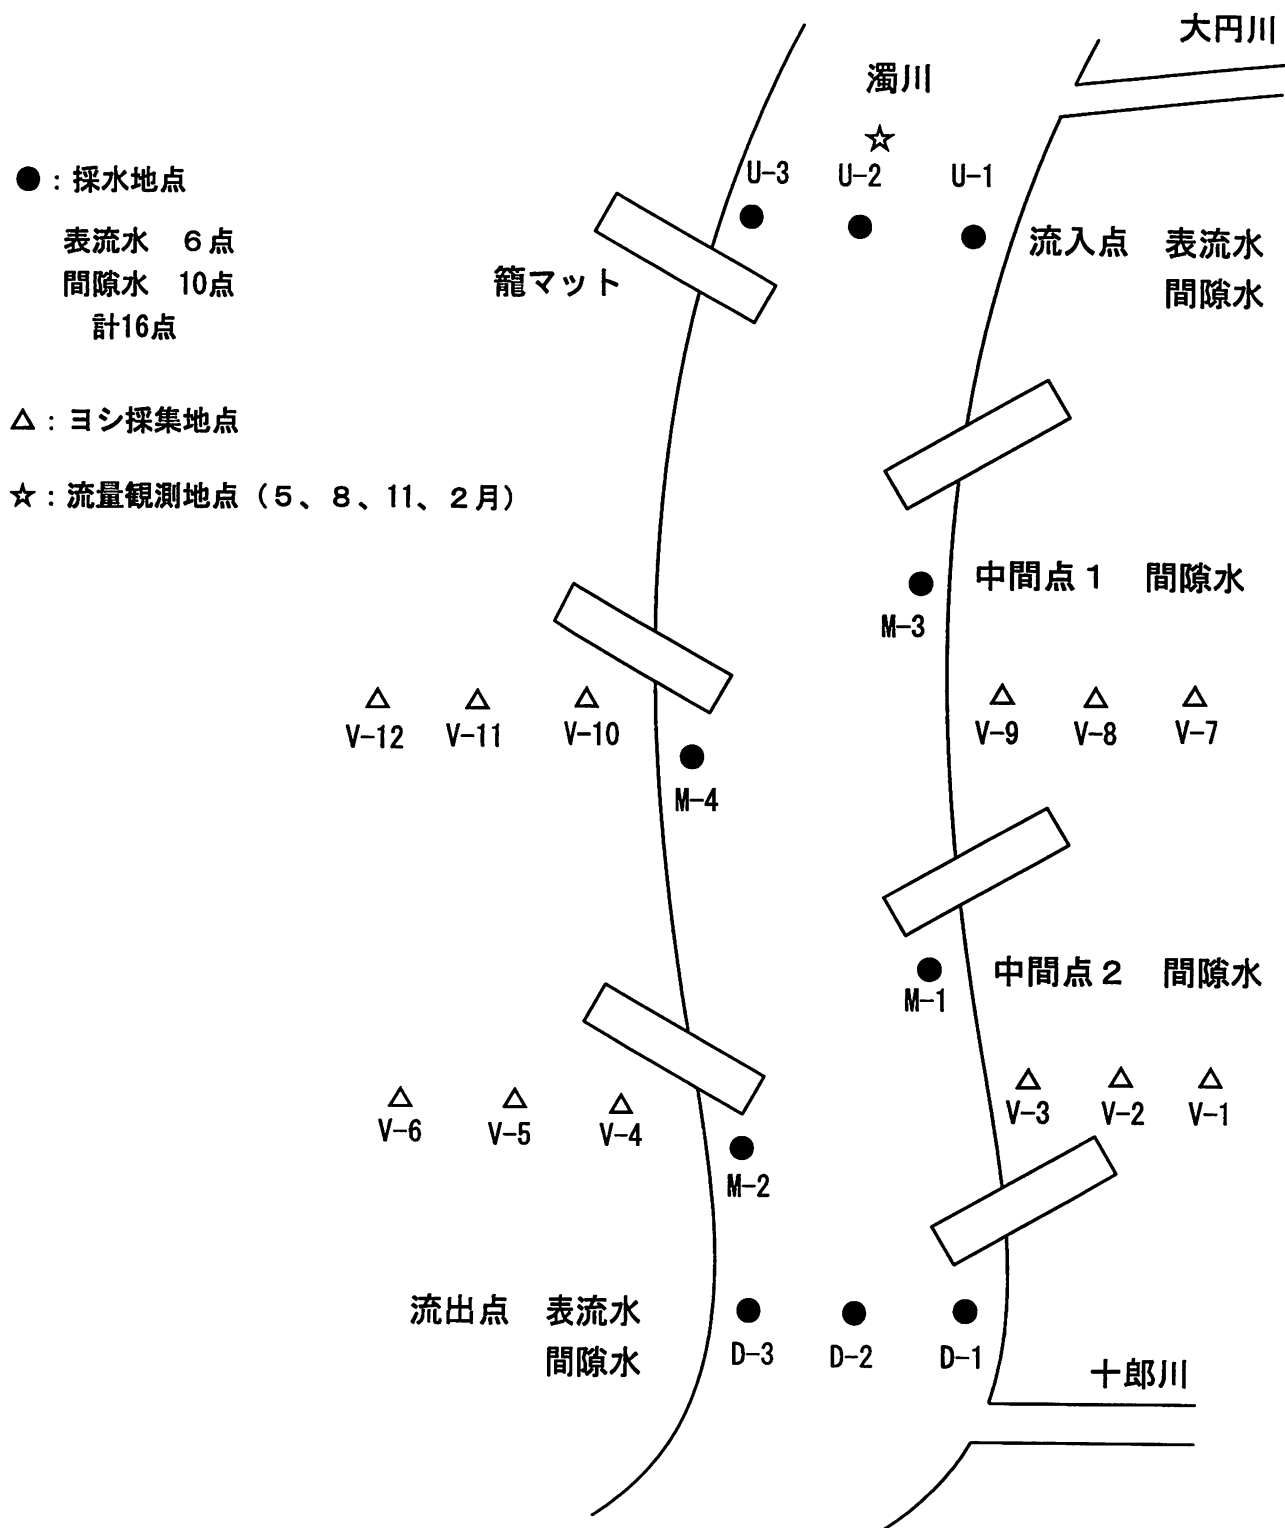 大円川
濁川
☆
U-3 U-2 U-1
●：採水地点
表流水　６点
間隙水　10点
計16点
流入点　表流水
間隙水
籠マット
△：ヨシ採集地点
☆：流量観測地点（５、８、11、２月）
中間点１　間隙水
M-3
V-12 V-11 V-10
V-9 V-8 V-7
M-4
中間点２　間隙水
M-1
V-6 V-5 V-4
V-3 V-2 V-1
M-2
流出点　表流水
間隙水
D-3 D-2 D-1
十郎川